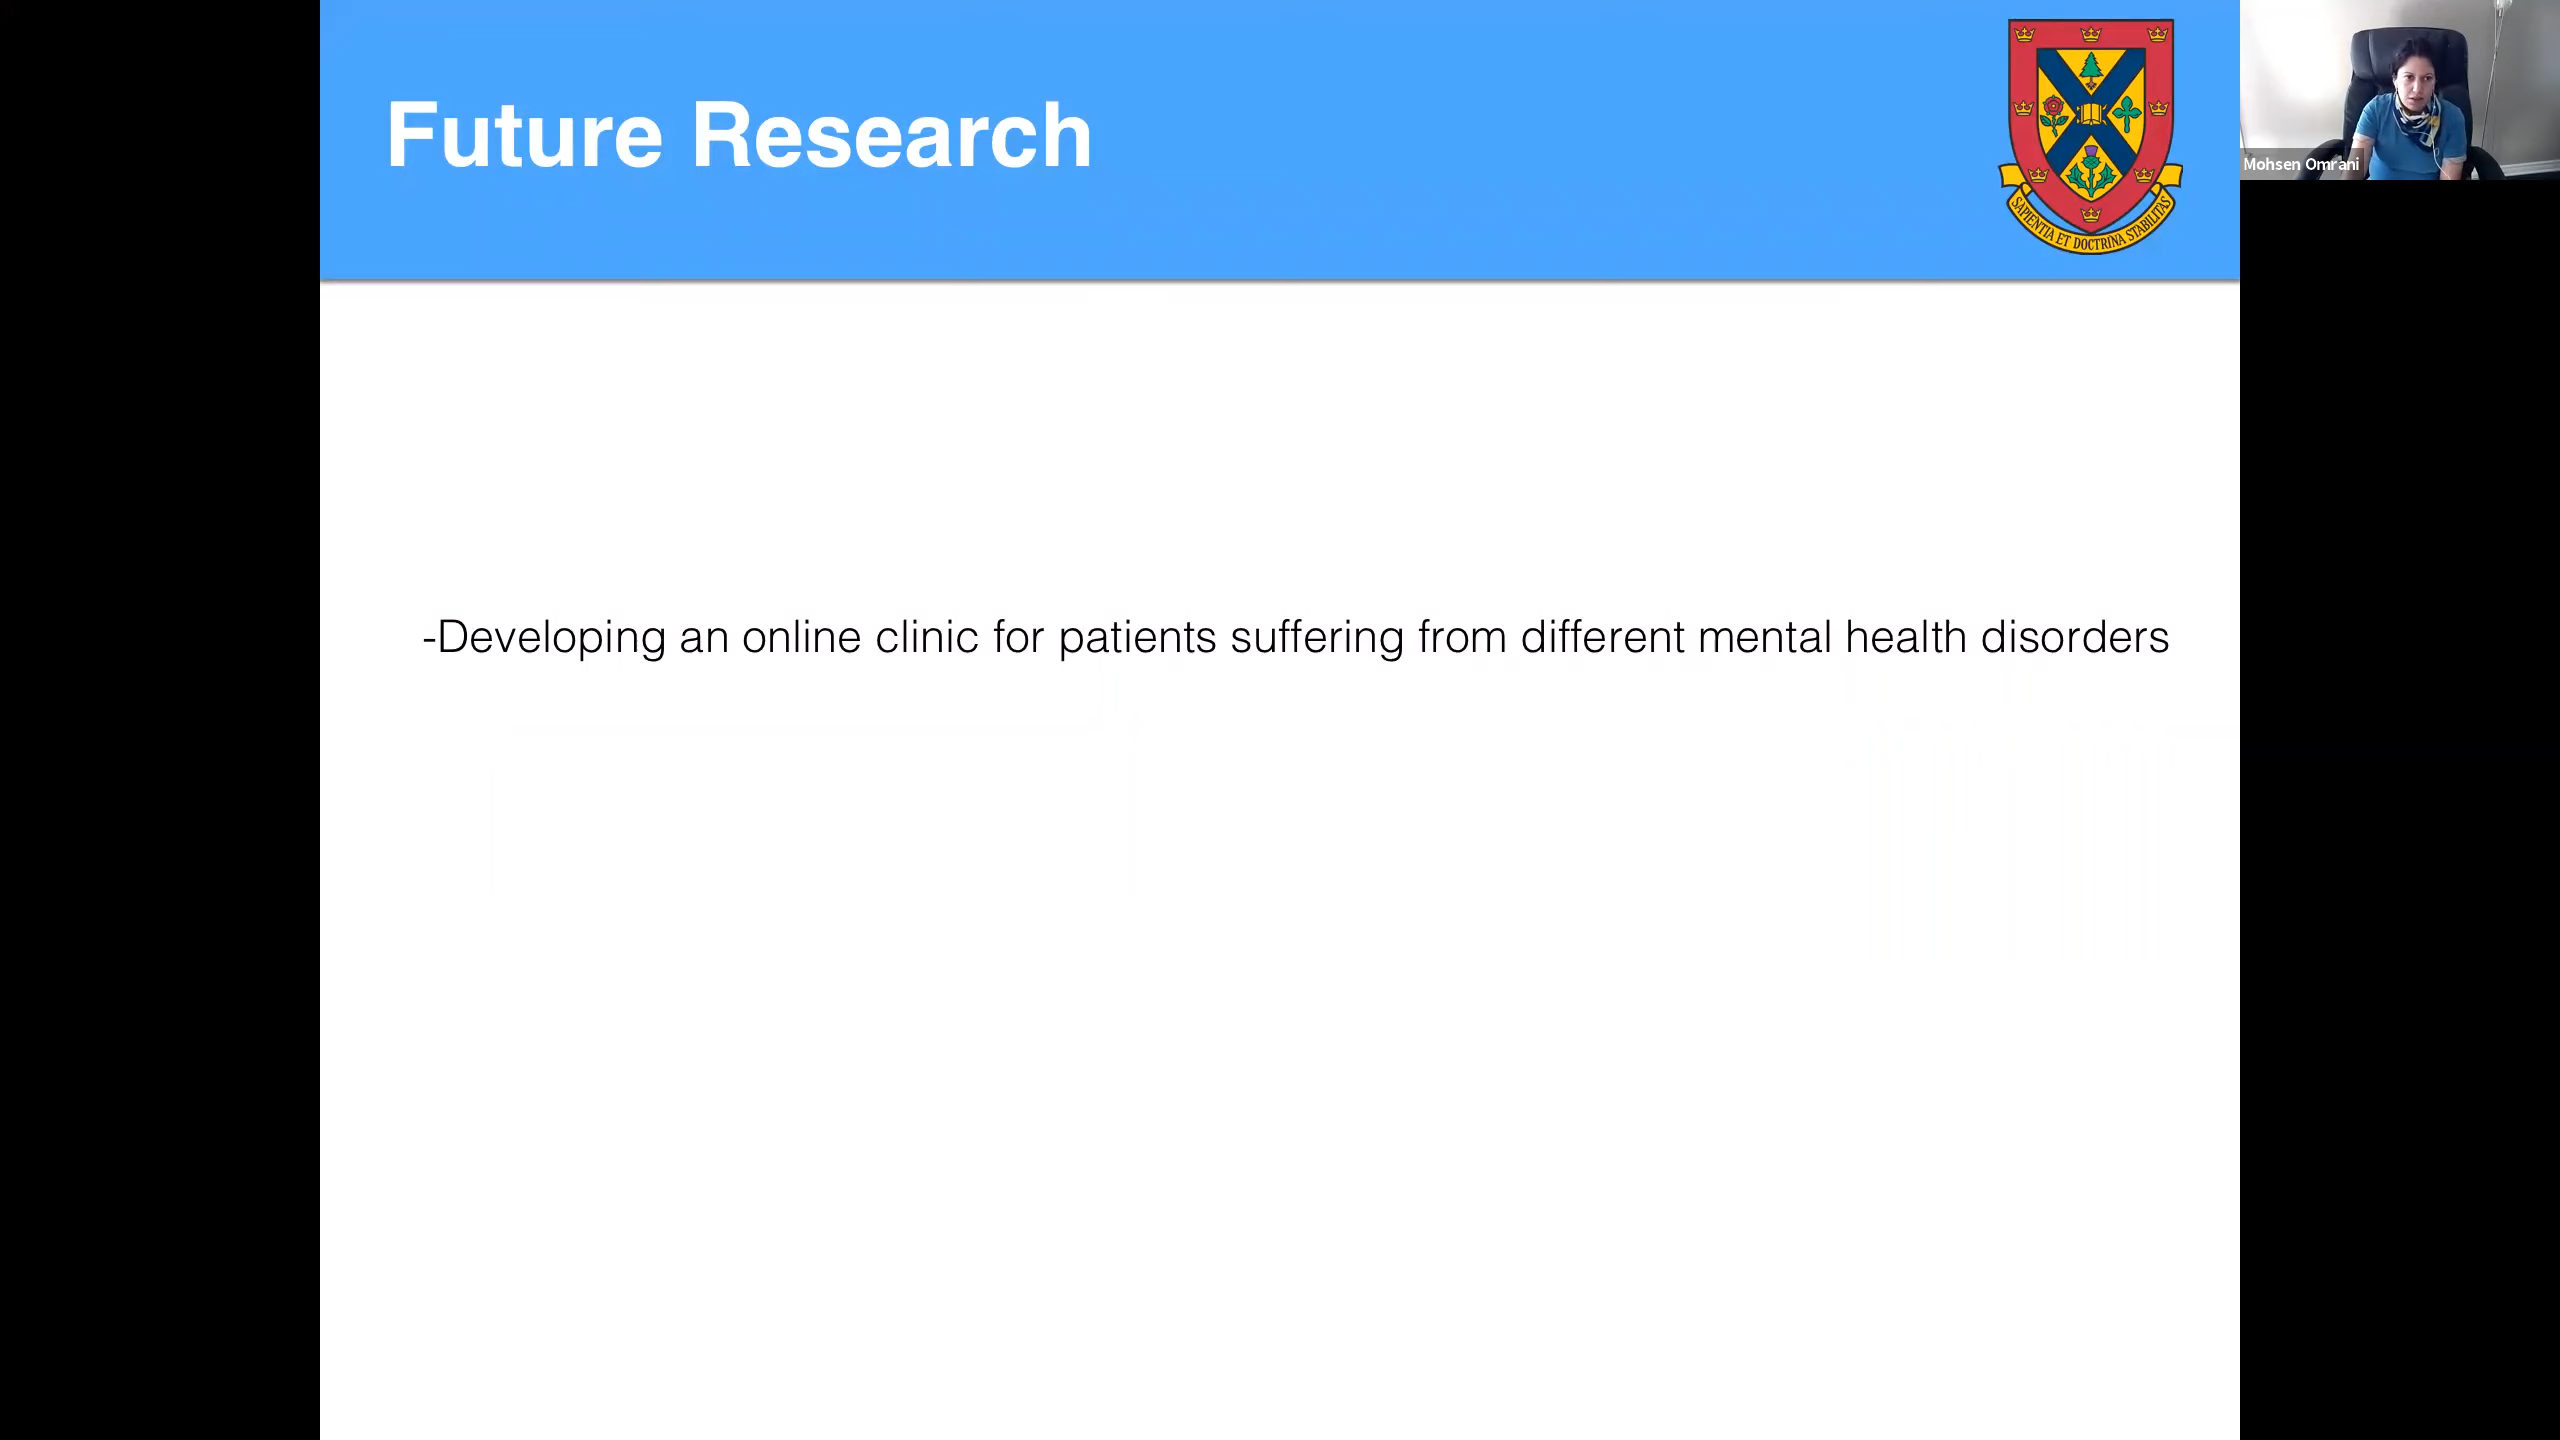 Future Research
SAPIENTIA ET DOCTRINA STABILITAS
Mohsen Omrani
-Developing an online clinic for patients suffering from different mental health disorders